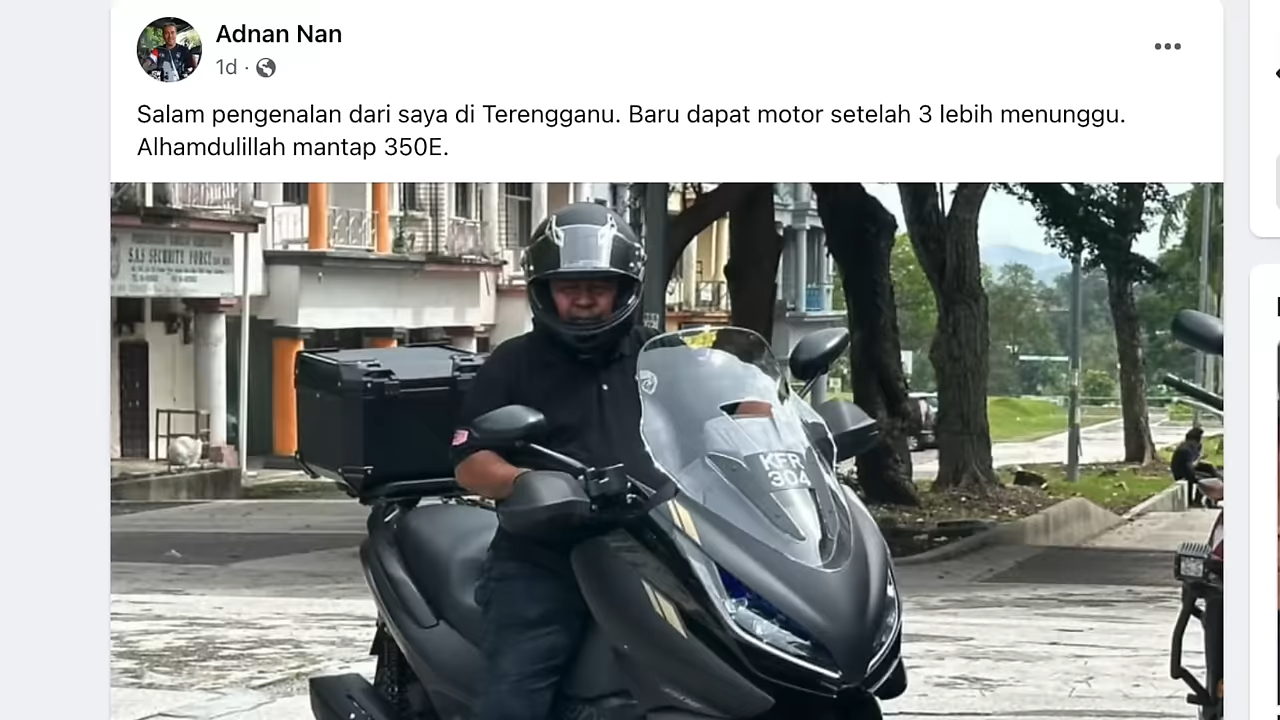 Adnan Nan
1d ·
Salam pengenalan dari saya di Terengganu. Baru dapat motor setelah 3 lebih menunggu.
Alhamdulillah mantap 350E.
S.A.S SECURITY FORCE
KFR
304